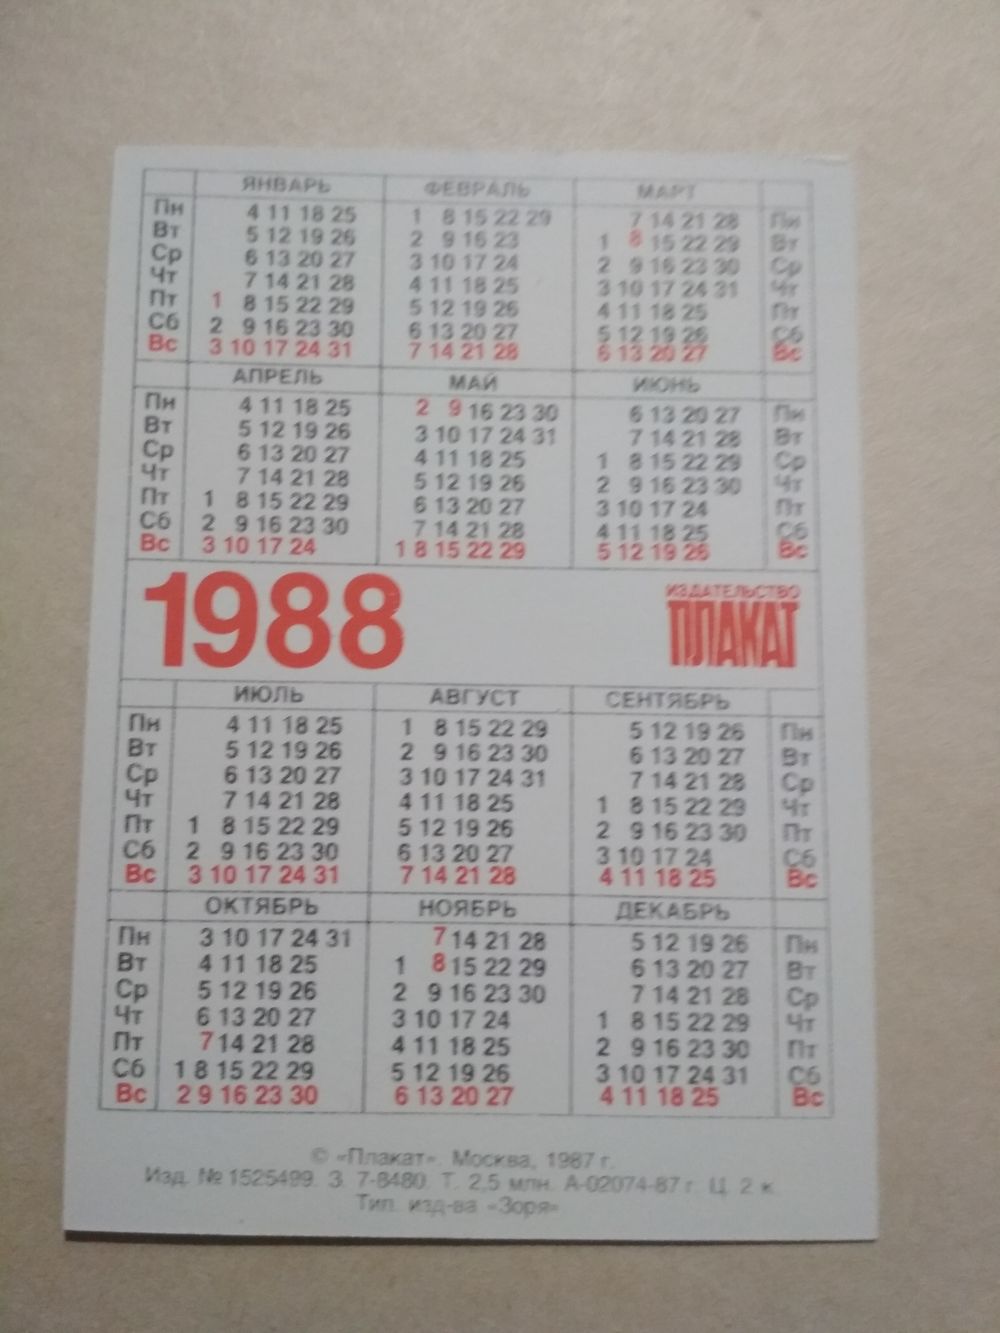 ЯНВАРЬ ФЕВРАЛЬ МАРТ
Пн 4 11 18 25 1 8 15 22 29 7 14 21 28 Пн
Вт 5 12 19 26 2 9 16 23 1 8 15 22 29 Вт
Ср 6 13 20 27 3 10 17 24 2 9 16 23 30 Ср
Чт 7 14 21 28 4 11 18 25 3 10 17 24 31 Чт
Пт 1 8 15 22 29 5 12 19 26 4 11 18 25 Пт
Сб 2 9 16 23 30 6 13 20 27 5 12 19 26 Сб
Вс 3 10 17 24 31 7 14 21 28 6 13 20 27 Вс
АПРЕЛЬ МАЙ ИЮНЬ
Пн 4 11 18 25 2 9 16 23 30 6 13 20 27 Пн
Вт 5 12 19 26 3 10 17 24 31 7 14 21 28 Вт
Ср 6 13 20 27 4 11 18 25 1 8 15 22 29 Ср
Чт 7 14 21 28 5 12 19 26 2 9 16 23 30 Чт
Пт 1 8 15 22 29 6 13 20 27 3 10 17 24 Пт
Сб 2 9 16 23 30 7 14 21 28 4 11 18 25 Сб
Вс 3 10 17 24 1 8 15 22 29 5 12 19 26 Вс
1988
ИЗДАТЕЛЬСТВО
ПЛАКАТ
ИЮЛЬ АВГУСТ СЕНТЯБРЬ
Пн 4 11 18 25 1 8 15 22 29 5 12 19 26 Пн
Вт 5 12 19 26 2 9 16 23 30 6 13 20 27 Вт
Ср 6 13 20 27 3 10 17 24 31 7 14 21 28 Ср
Чт 7 14 21 28 4 11 18 25 1 8 15 22 29 Чт
Пт 1 8 15 22 29 5 12 19 26 2 9 16 23 30 Пт
Сб 2 9 16 23 30 6 13 20 27 3 10 17 24 Сб
Вс 3 10 17 24 31 7 14 21 28 4 11 18 25 Вс
ОКТЯБРЬ НОЯБРЬ ДЕКАБРЬ
Пн 3 10 17 24 31 7 14 21 28 5 12 19 26 Пн
Вт 4 11 18 25 1 8 15 22 29 6 13 20 27 Вт
Ср 5 12 19 26 2 9 16 23 30 7 14 21 28 Ср
Чт 6 13 20 27 3 10 17 24 1 8 15 22 29 Чт
Пт 7 14 21 28 4 11 18 25 2 9 16 23 30 Пт
Сб 1 8 15 22 29 5 12 19 26 3 10 17 24 31 Сб
Вс 2 9 16 23 30 6 13 20 27 4 11 18 25 Вс
© «Плакат». Москва, 1987 г.
Изд. № 1525499. З. 7-8480. Т. 2,5 млн. А-02074-87 г. Ц. 2 к.
Тип. изд-ва «Зоря»